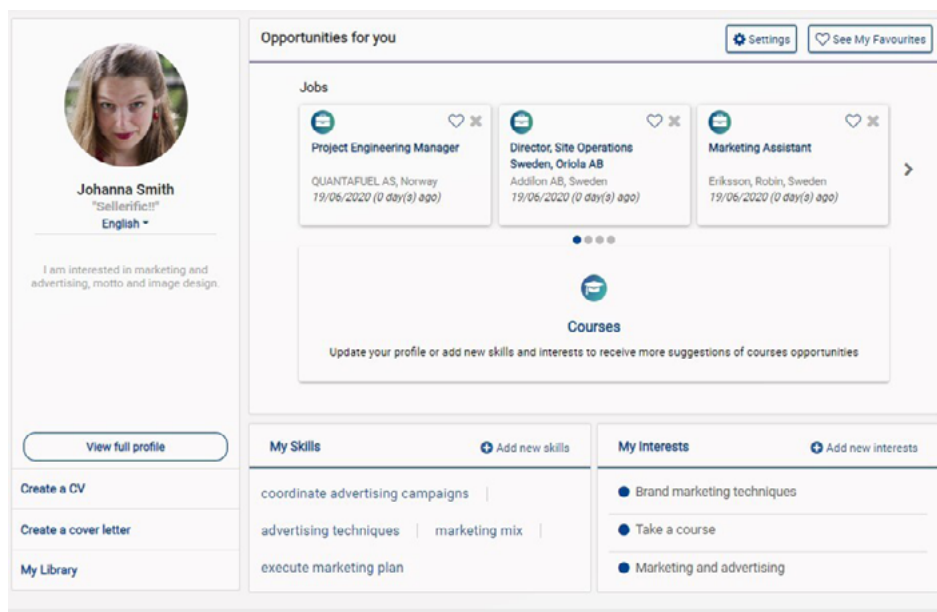 Johanna Smith
"Sellerific!!"
English
I am interested in marketing and
advertising, motto and image design.
View full profile
Create a CV
Create a cover letter
My Library
Opportunities for you
Settings
See My Favourites
Jobs
Project Engineering Manager
QUANTAFUEL AS, Norway
19/06/2020 (0 day(s) ago)
Director, Site Operations
Sweden, Oriola AB
Addilon AB, Sweden
19/06/2020 (0 day(s) ago)
Marketing Assistant
Eriksson, Robin, Sweden
19/06/2020 (0 day(s) ago)
Courses
Update your profile or add new skills and interests to receive more suggestions of courses opportunities
My Skills
Add new skills
coordinate advertising campaigns
advertising techniques | marketing mix
execute marketing plan
My Interests
Add new interests
Brand marketing techniques
Take a course
Marketing and advertising